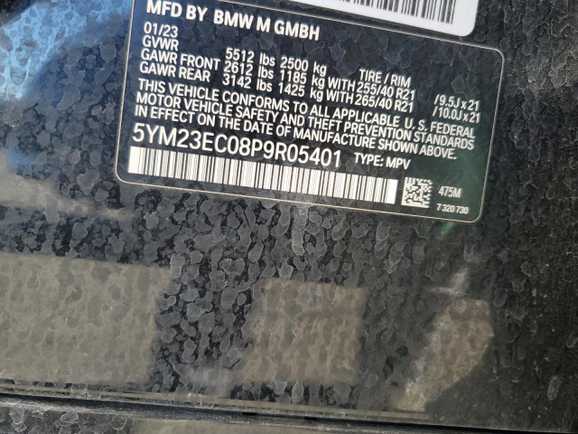 MFD BY BMW M GMBH
01/23
GVWR 5512 lbs 2500 kg TIRE / RIM
GAWR FRONT 2612 lbs 1185 kg WITH 255/40 R21 / 9.5J x 21
GAWR REAR 3142 lbs 1425 kg WITH 265/40 R21 / 10.0J x 21
THIS VEHICLE CONFORMS TO ALL APPLICABLE U.S. FEDERAL
MOTOR VEHICLE SAFETY AND THEFT PREVENTION STANDARDS
IN EFFECT ON THE DATE OF MANUFACTURE SHOWN ABOVE.
5YM23EC08P9R05401 TYPE: MPV
475M
7 320 730